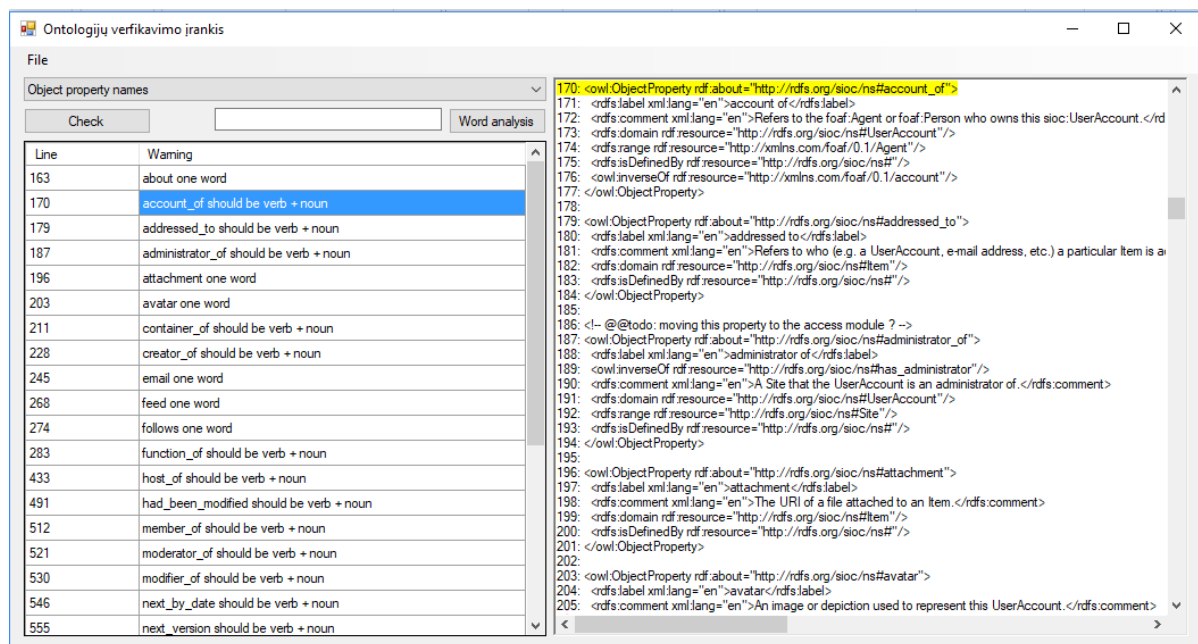 Ontologijų verfikavimo įrankis
File
Object property names
Check Word analysis
Line Warning
163 about one word
170 account_of should be verb + noun
179 addressed_to should be verb + noun
187 administrator_of should be verb + noun
196 attachment one word
203 avatar one word
211 container_of should be verb + noun
228 creator_of should be verb + noun
245 email one word
268 feed one word
274 follows one word
283 function_of should be verb + noun
433 host_of should be verb + noun
491 had_been_modified should be verb + noun
512 member_of should be verb + noun
521 moderator_of should be verb + noun
530 modifier_of should be verb + noun
546 next_by_date should be verb + noun
555 next_version should be verb + noun
170: <owl:ObjectProperty rdf:about="http://rdfs.org/sioc/ns#account_of">
171: <rdfs:label xml:lang="en">account of</rdfs:label>
172: <rdfs:comment xml:lang="en">Refers to the foaf:Agent or foaf:Person who owns this sioc:UserAccount.</rd
173: <rdfs:domain rdf:resource="http://rdfs.org/sioc/ns#UserAccount"/>
174: <rdfs:range rdf:resource="http://xmlns.com/foaf/0.1/Agent"/>
175: <rdfs:isDefinedBy rdf:resource="http://rdfs.org/sioc/ns#"/>
176: <owl:inverseOf rdf:resource="http://xmlns.com/foaf/0.1/account"/>
177: </owl:ObjectProperty>
178:
179: <owl:ObjectProperty rdf:about="http://rdfs.org/sioc/ns#addressed_to">
180: <rdfs:label xml:lang="en">addressed to</rdfs:label>
181: <rdfs:comment xml:lang="en">Refers to who (e.g. a UserAccount, e-mail address, etc.) a particular Item is a
182: <rdfs:domain rdf:resource="http://rdfs.org/sioc/ns#Item"/>
183: <rdfs:isDefinedBy rdf:resource="http://rdfs.org/sioc/ns#"/>
184: </owl:ObjectProperty>
185:
186: <!-- @@todo: moving this property to the access module ? -->
187: <owl:ObjectProperty rdf:about="http://rdfs.org/sioc/ns#administrator_of">
188: <rdfs:label xml:lang="en">administrator of</rdfs:label>
189: <owl:inverseOf rdf:resource="http://rdfs.org/sioc/ns#has_administrator"/>
190: <rdfs:comment xml:lang="en">A Site that the UserAccount is an administrator of.</rdfs:comment>
191: <rdfs:domain rdf:resource="http://rdfs.org/sioc/ns#UserAccount"/>
192: <rdfs:range rdf:resource="http://rdfs.org/sioc/ns#Site"/>
193: <rdfs:isDefinedBy rdf:resource="http://rdfs.org/sioc/ns#"/>
194: </owl:ObjectProperty>
195:
196: <owl:ObjectProperty rdf:about="http://rdfs.org/sioc/ns#attachment">
197: <rdfs:label xml:lang="en">attachment</rdfs:label>
198: <rdfs:comment xml:lang="en">The URI of a file attached to an Item.</rdfs:comment>
199: <rdfs:domain rdf:resource="http://rdfs.org/sioc/ns#Item"/>
200: <rdfs:isDefinedBy rdf:resource="http://rdfs.org/sioc/ns#"/>
201: </owl:ObjectProperty>
202:
203: <owl:ObjectProperty rdf:about="http://rdfs.org/sioc/ns#avatar">
204: <rdfs:label xml:lang="en">avatar</rdfs:label>
205: <rdfs:comment xml:lang="en">An image or depiction used to represent this UserAccount.</rdfs:comment>